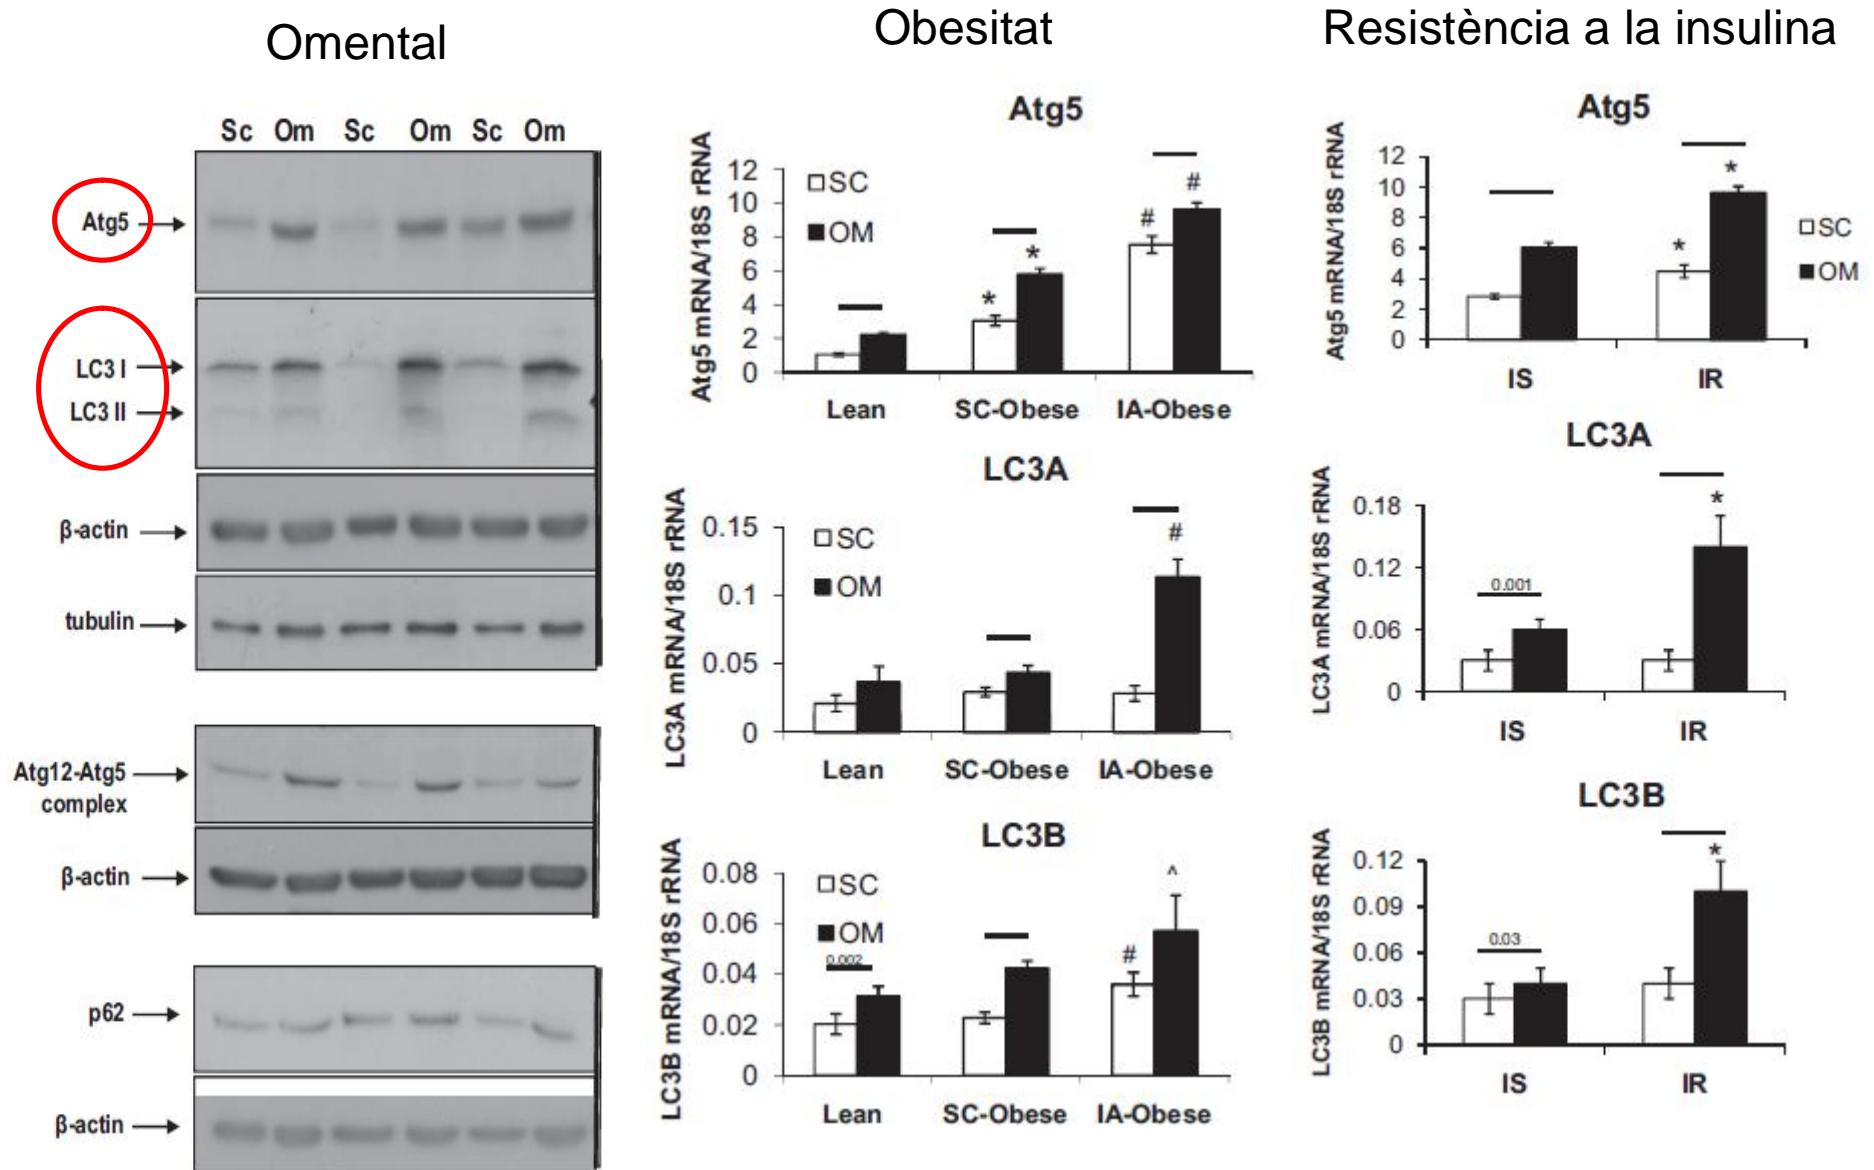 Omental
Sc Om Sc Om Sc Om
Atg5
LC3 I
LC3 II
β-actin
tubulin
Atg12-Atg5
complex
β-actin
p62
β-actin
Obesitat
Atg5
Atg5 mRNA/18S rRNA
12
10
8
6
4
2
0
SC
OM
* * # #
Lean SC-Obese IA-Obese
LC3A
LC3A mRNA/18S rRNA
0.15
0.1
0.05
0
SC
OM
#
Lean SC-Obese IA-Obese
LC3B
LC3B mRNA/18S rRNA
0.08
0.06
0.04
0.02
0
SC
OM
0.002
# ^
Lean SC-Obese IA-Obese
Resistència a la insulina
Atg5
Atg5 mRNA/18S rRNA
12
10
8
6
4
2
0
* *
SC
OM
IS IR
LC3A
LC3A mRNA/18S rRNA
0.18
0.12
0.06
0
0.001
*
IS IR
LC3B
LC3B mRNA/18S rRNA
0.12
0.09
0.06
0.03
0
0.03
*
IS IR